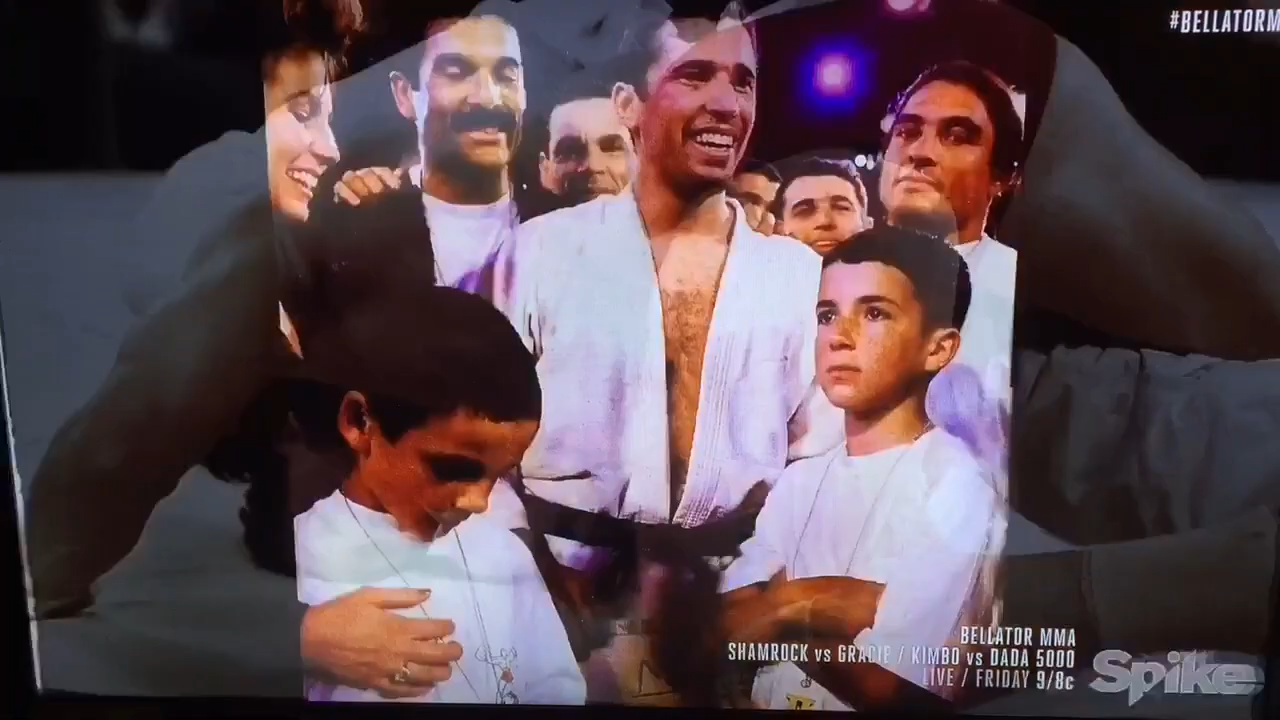 #BELLATORM
BELLATOR MMA
SHAMROCK vs GRACIE / KIMBO vs DADA 5000
LIVE / FRIDAY 9/8c
Spike